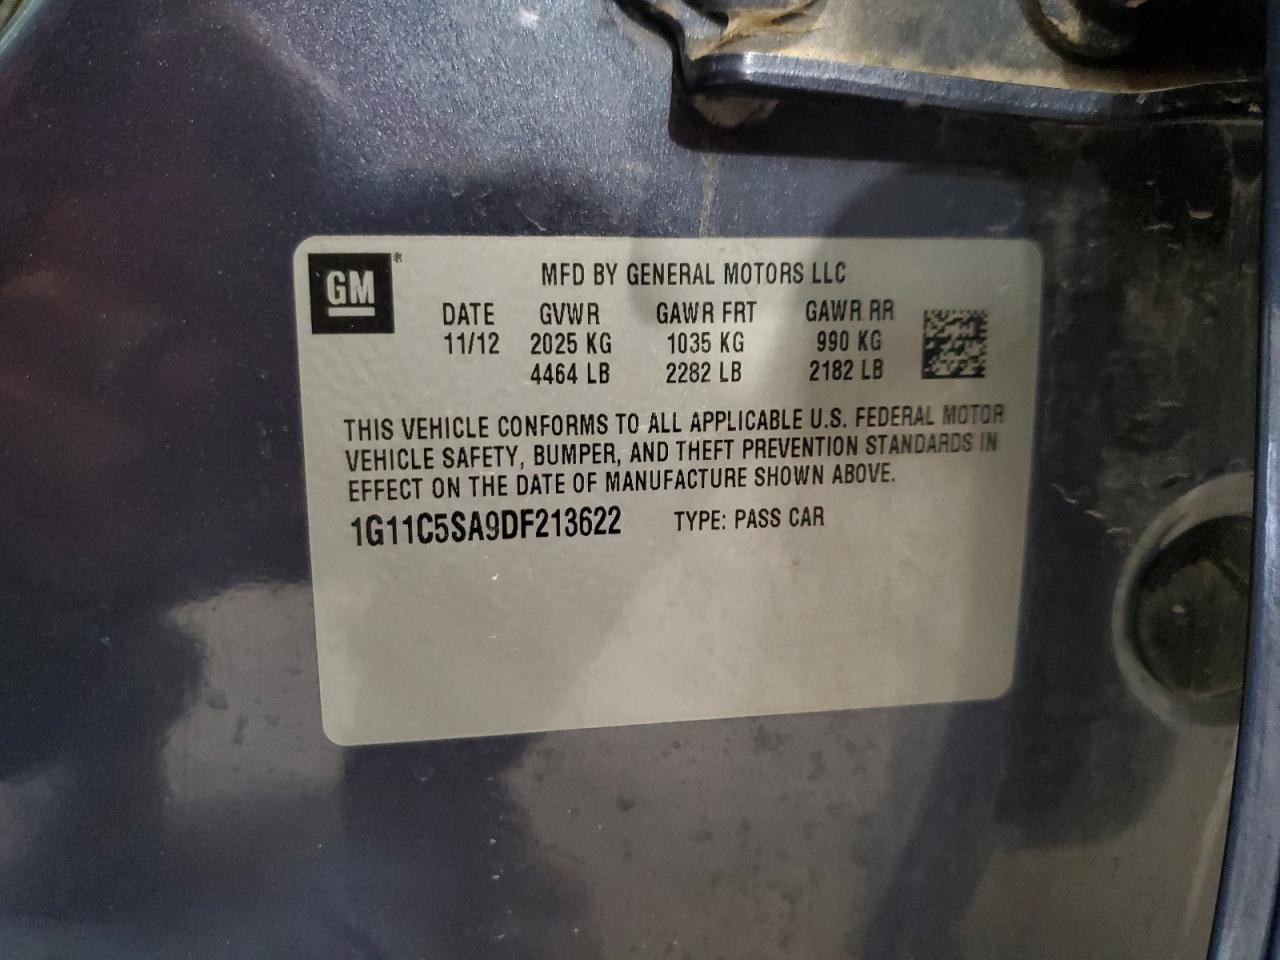 GM®
MFD BY GENERAL MOTORS LLC
DATE GVWR GAWR FRT GAWR RR
11/12 2025 KG 1035 KG 990 KG
4464 LB 2282 LB 2182 LB
THIS VEHICLE CONFORMS TO ALL APPLICABLE U.S. FEDERAL MOTOR
VEHICLE SAFETY, BUMPER, AND THEFT PREVENTION STANDARDS IN
EFFECT ON THE DATE OF MANUFACTURE SHOWN ABOVE.
1G11C5SA9DF213622 TYPE: PASS CAR